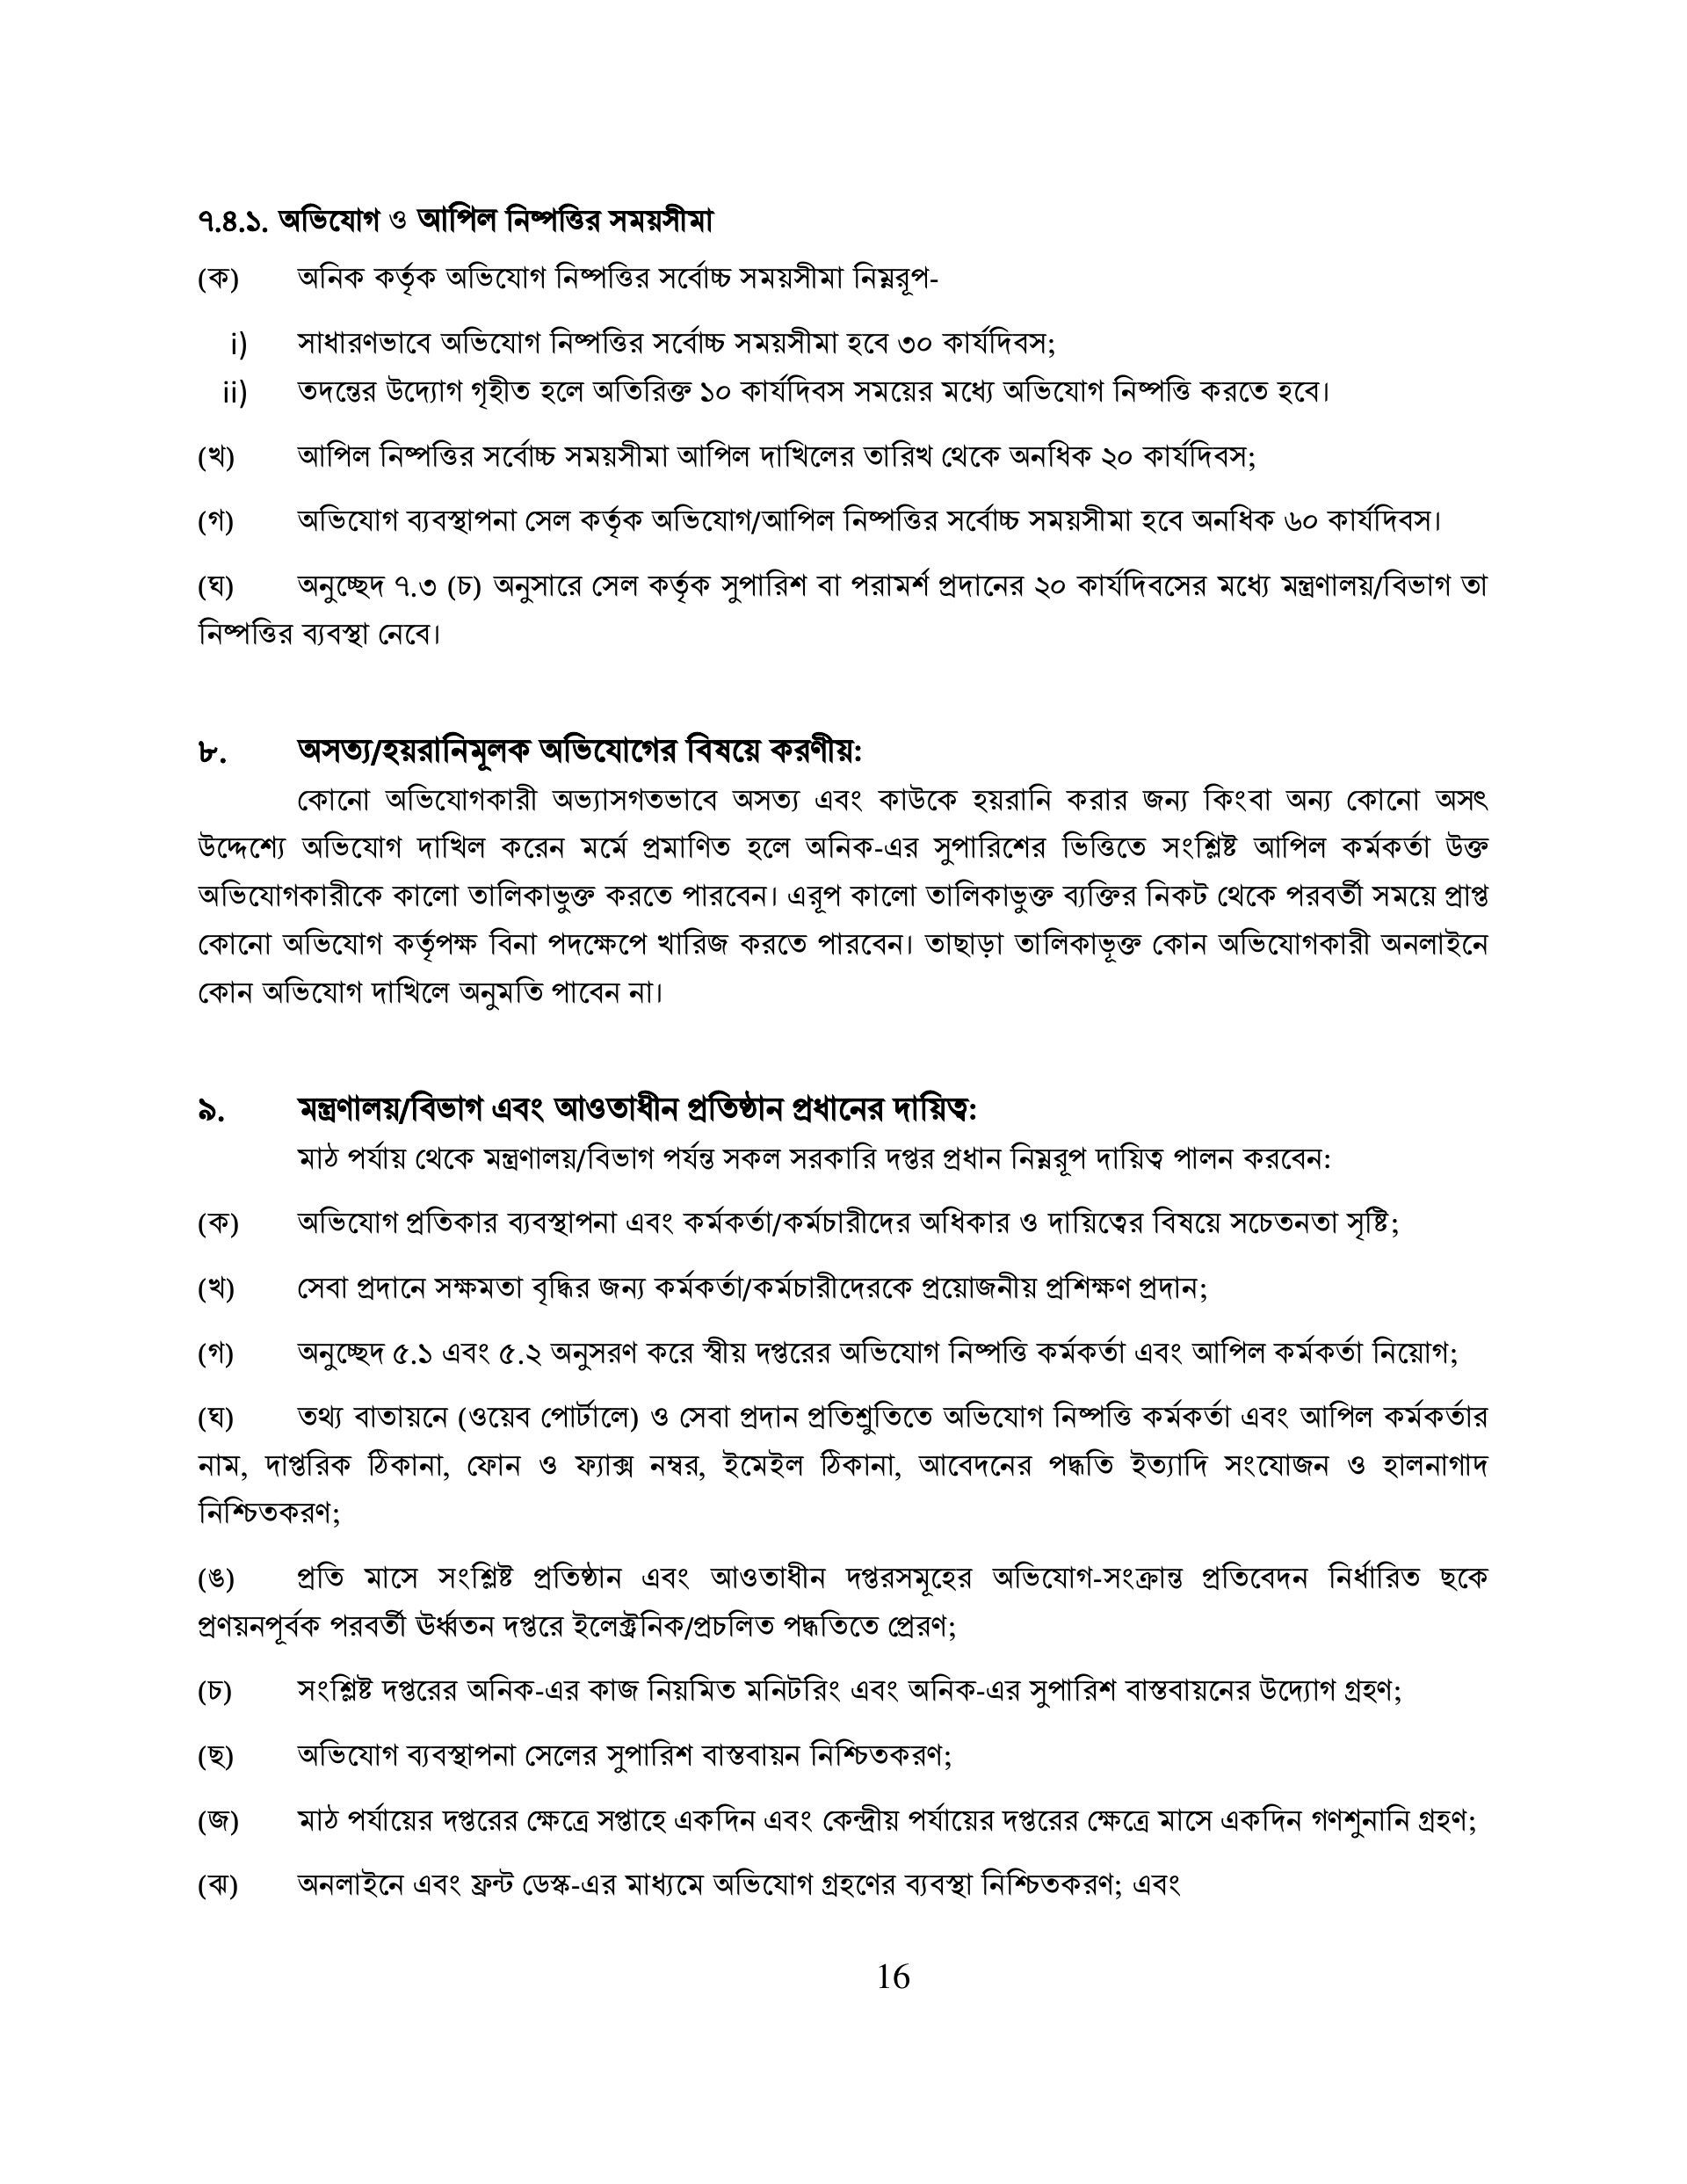 ৭.৪.১. অভিযোগ ও আপিল নিষ্পত্তির সময়সীমা
(ক) অনিক কর্তৃক অভিযোগ নিষ্পত্তির সর্বোচ্চ সময়সীমা নিম্নরূপ-
i) সাধারণভাবে অভিযোগ নিষ্পত্তির সর্বোচ্চ সময়সীমা হবে ৩০ কার্যদিবস;
ii) তদন্তের উদ্যোগ গৃহীত হলে অতিরিক্ত ১০ কার্যদিবস সময়ের মধ্যে অভিযোগ নিষ্পত্তি করতে হবে।
(খ) আপিল নিষ্পত্তির সর্বোচ্চ সময়সীমা আপিল দাখিলের তারিখ থেকে অনধিক ২০ কার্যদিবস;
(গ) অভিযোগ ব্যবস্থাপনা সেল কর্তৃক অভিযোগ/আপিল নিষ্পত্তির সর্বোচ্চ সময়সীমা হবে অনধিক ৬০ কার্যদিবস।
(ঘ) অনুচ্ছেদ ৭.৩ (চ) অনুসারে সেল কর্তৃক সুপারিশ বা পরামর্শ প্রদানের ২০ কার্যদিবসের মধ্যে মন্ত্রণালয়/বিভাগ তা
নিষ্পত্তির ব্যবস্থা নেবে।
৮. অসত্য/হয়রানিমূলক অভিযোগের বিষয়ে করণীয়:
কোনো অভিযোগকারী অভ্যাসগতভাবে অসত্য এবং কাউকে হয়রানি করার জন্য কিংবা অন্য কোনো অসৎ
উদ্দেশ্যে অভিযোগ দাখিল করেন মর্মে প্রমাণিত হলে অনিক-এর সুপারিশের ভিত্তিতে সংশ্লিষ্ট আপিল কর্মকর্তা উক্ত
অভিযোগকারীকে কালো তালিকাভুক্ত করতে পারবেন। এরূপ কালো তালিকাভুক্ত ব্যক্তির নিকট থেকে পরবর্তী সময়ে প্রাপ্ত
কোনো অভিযোগ কর্তৃপক্ষ বিনা পদক্ষেপে খারিজ করতে পারবেন। তাছাড়া তালিকাভূক্ত কোন অভিযোগকারী অনলাইনে
কোন অভিযোগ দাখিলে অনুমতি পাবেন না।
৯. মন্ত্রণালয়/বিভাগ এবং আওতাধীন প্রতিষ্ঠান প্রধানের দায়িত্ব:
মাঠ পর্যায় থেকে মন্ত্রণালয়/বিভাগ পর্যন্ত সকল সরকারি দপ্তর প্রধান নিম্নরূপ দায়িত্ব পালন করবেন:
(ক) অভিযোগ প্রতিকার ব্যবস্থাপনা এবং কর্মকর্তা/কর্মচারীদের অধিকার ও দায়িত্বের বিষয়ে সচেতনতা সৃষ্টি;
(খ) সেবা প্রদানে সক্ষমতা বৃদ্ধির জন্য কর্মকর্তা/কর্মচারীদেরকে প্রয়োজনীয় প্রশিক্ষণ প্রদান;
(গ) অনুচ্ছেদ ৫.১ এবং ৫.২ অনুসরণ করে স্বীয় দপ্তরের অভিযোগ নিষ্পত্তি কর্মকর্তা এবং আপিল কর্মকর্তা নিয়োগ;
(ঘ) তথ্য বাতায়নে (ওয়েব পোর্টালে) ও সেবা প্রদান প্রতিশ্রুতিতে অভিযোগ নিষ্পত্তি কর্মকর্তা এবং আপিল কর্মকর্তার
নাম, দাপ্তরিক ঠিকানা, ফোন ও ফ্যাক্স নম্বর, ইমেইল ঠিকানা, আবেদনের পদ্ধতি ইত্যাদি সংযোজন ও হালনাগাদ
নিশ্চিতকরণ;
(ঙ) প্রতি মাসে সংশ্লিষ্ট প্রতিষ্ঠান এবং আওতাধীন দপ্তরসমূহের অভিযোগ-সংক্রান্ত প্রতিবেদন নির্ধারিত ছকে
প্রণয়নপূর্বক পরবর্তী ঊর্ধ্বতন দপ্তরে ইলেক্ট্রনিক/প্রচলিত পদ্ধতিতে প্রেরণ;
(চ) সংশ্লিষ্ট দপ্তরের অনিক-এর কাজ নিয়মিত মনিটরিং এবং অনিক-এর সুপারিশ বাস্তবায়নের উদ্যোগ গ্রহণ;
(ছ) অভিযোগ ব্যবস্থাপনা সেলের সুপারিশ বাস্তবায়ন নিশ্চিতকরণ;
(জ) মাঠ পর্যায়ের দপ্তরের ক্ষেত্রে সপ্তাহে একদিন এবং কেন্দ্রীয় পর্যায়ের দপ্তরের ক্ষেত্রে মাসে একদিন গণশুনানি গ্রহণ;
(ঝ) অনলাইনে এবং ফ্রন্ট ডেস্ক-এর মাধ্যমে অভিযোগ গ্রহণের ব্যবস্থা নিশ্চিতকরণ; এবং
16